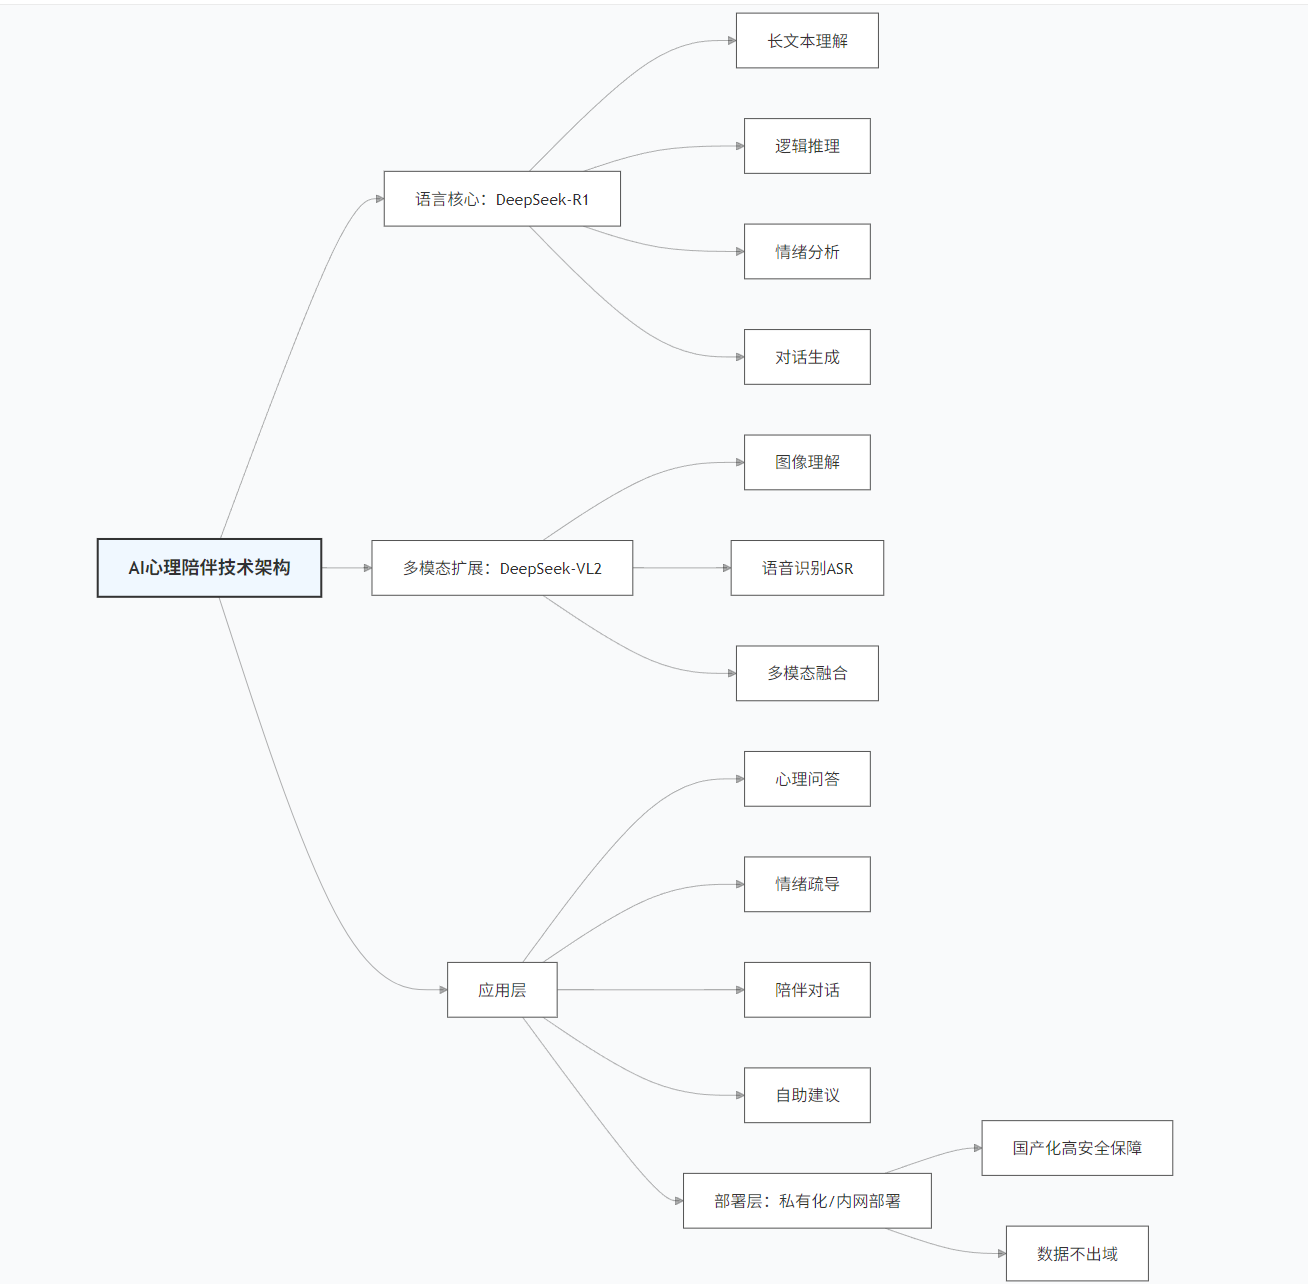 AI心理陪伴技术架构
语言核心：DeepSeek-R1
长文本理解
逻辑推理
情绪分析
对话生成
多模态扩展：DeepSeek-VL2
图像理解
语音识别ASR
多模态融合
应用层
心理问答
情绪疏导
陪伴对话
自助建议
部署层：私有化/内网部署
国产化高安全保障
数据不出域